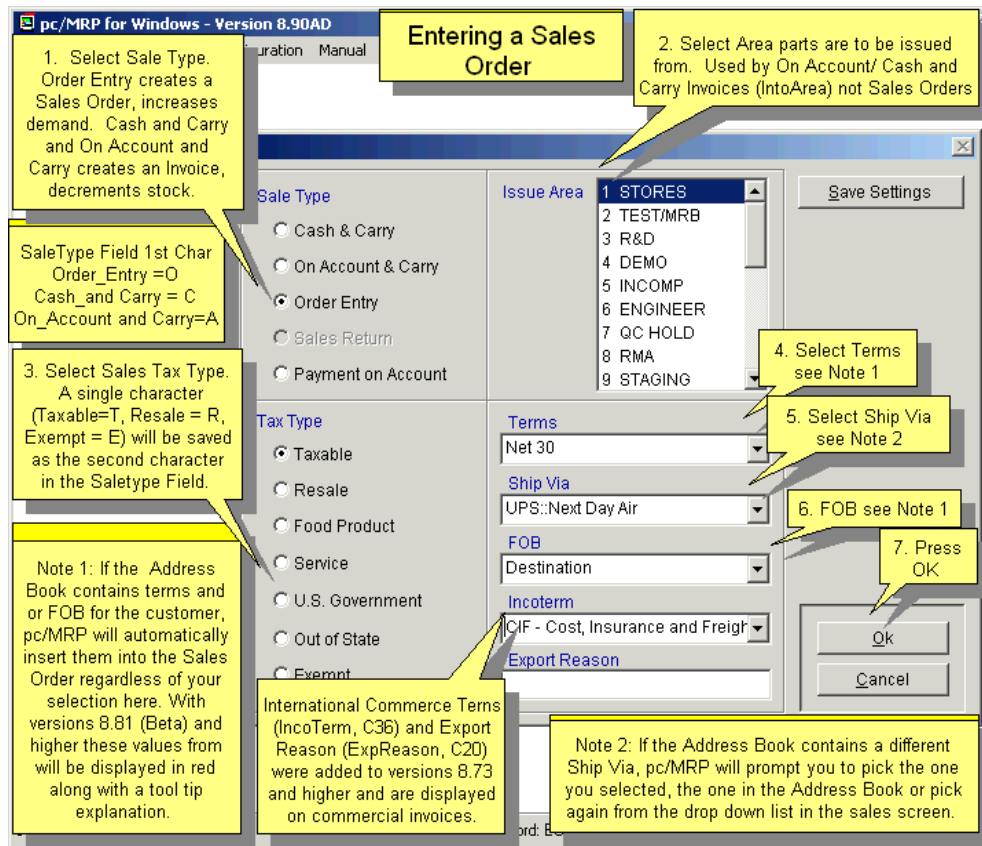 pc/MRP for Windows - Version 8.90AD
uration Manual
Entering a Sales
Order
1. Select Sale Type.
Order Entry creates a
Sales Order, increases
demand. Cash and Carry
and On Account and
Carry creates an Invoice,
decrements stock.
2. Select Area parts are to be issued
from. Used by On Account/ Cash and
Carry Invoices (IntoArea) not Sales Orders
SaleType Field 1st Char
Order_Entry =O
Cash_and Carry = C
On_Account and Carry=A
3. Select Sales Tax Type.
A single character
(Taxable=T, Resale = R,
Exempt = E) will be saved
as the second character
in the Saletype Field.
Note 1: If the Address
Book contains terms and
or FOB for the customer,
pc/MRP will automatically
insert them into the Sales
Order regardless of your
selection here. With
versions 8.81 (Beta) and
higher these values from
will be displayed in red
along with a tool tip
explanation.
Sale Type
Cash & Carry
On Account & Carry
Order Entry
Sales Return
Payment on Account
Issue Area
1 STORES
2 TEST/MRB
3 R&D
4 DEMO
5 INCOMP
6 ENGINEER
7 QC HOLD
8 RMA
9 STAGING
Save Settings
Tax Type
Taxable
Resale
Food Product
Service
U.S. Government
Out of State
Exempt
Terms
Net 30
Ship Via
UPS::Next Day Air
FOB
Destination
Incoterm
CIF - Cost, Insurance and Freigh
Export Reason
4. Select Terms
see Note 1
5. Select Ship Via
see Note 2
6. FOB see Note 1
7. Press
OK
Ok
Cancel
International Commerce Terns
(IncoTerm, C36) and Export
Reason (ExpReason, C20)
were added to versions 8.73
and higher and are displayed
on commercial invoices.
Note 2: If the Address Book contains a different
Ship Via, pc/MRP will prompt you to pick the one
you selected, the one in the Address Book or pick
again from the drop down list in the sales screen.